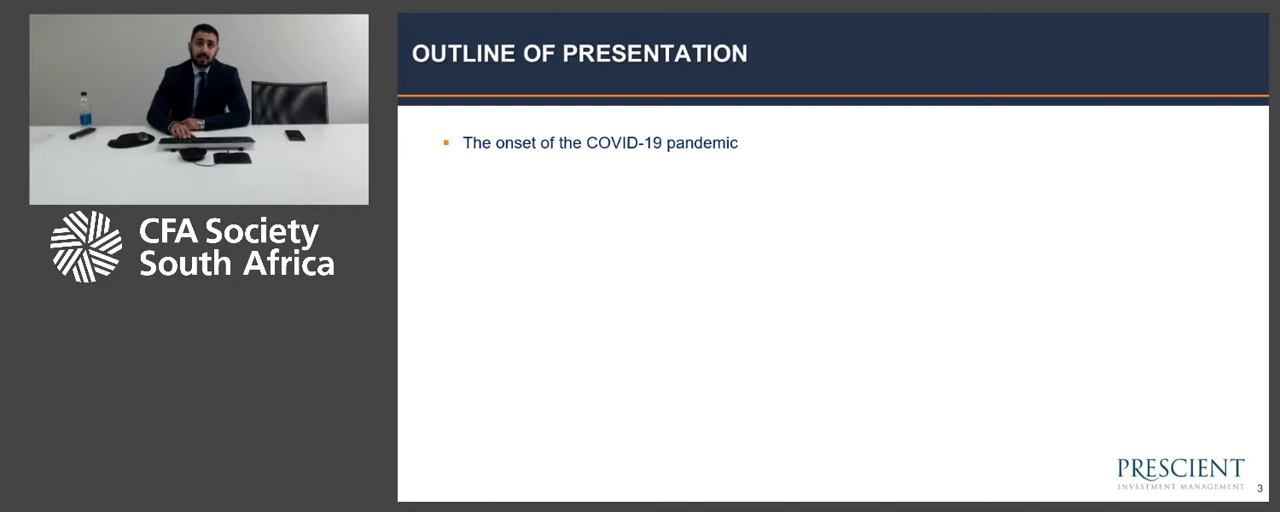 OUTLINE OF PRESENTATION
The onset of the COVID-19 pandemic
CFA Society
South Africa
PRESCIENT
INVESTMENT MANAGEMENT
3